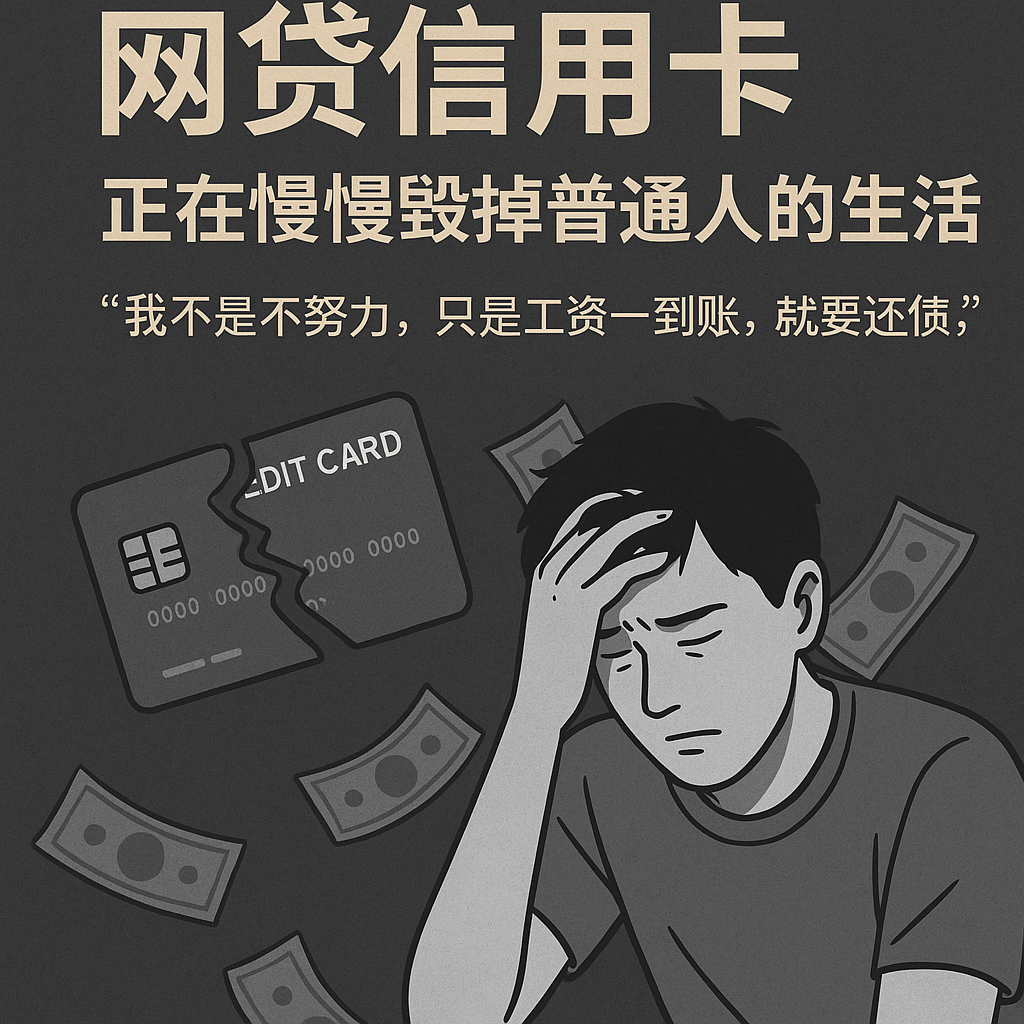 网贷信用卡
正在慢慢毁掉普通人的生活
“我不是不努力，只是工资一到账，就要还债，”
EDIT CARD
0000 0000 0000 0000